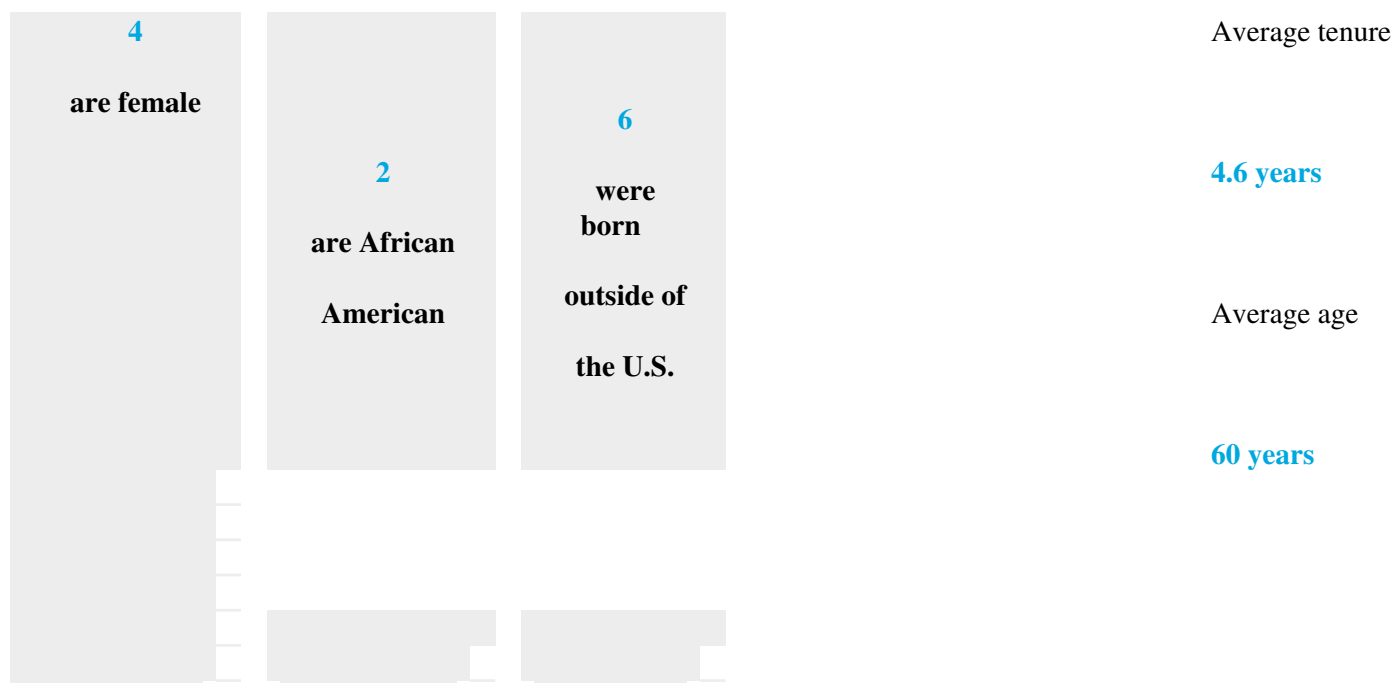 4
are female
2
are African
American
6
were
born
outside of
the U.S.
Average tenure
4.6 years
Average age
60 years